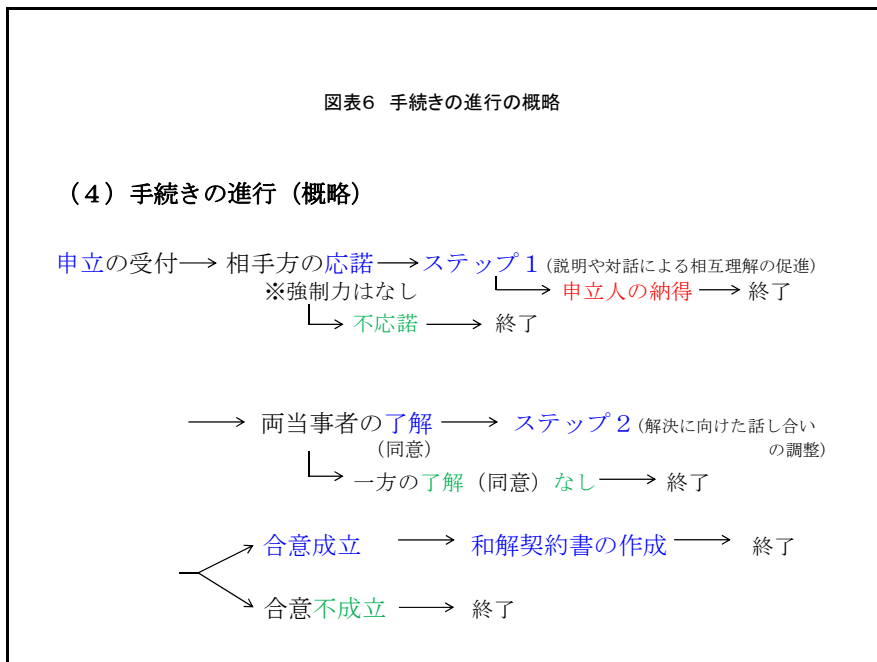 図表6 手続きの進行の概略
(4)手続きの進行(概略)
申立の受付→相手方の応諾→ステップ1(説明や対話による相互理解の促進)
※強制力はなし→申立人の納得→終了
→不応諾→終了
→両当事者の了解→ステップ2(解決に向けた話し合い
(同意) の調整)
→一方の了解(同意)なし→終了
合意成立→和解契約書の作成→終了
合意不成立→終了